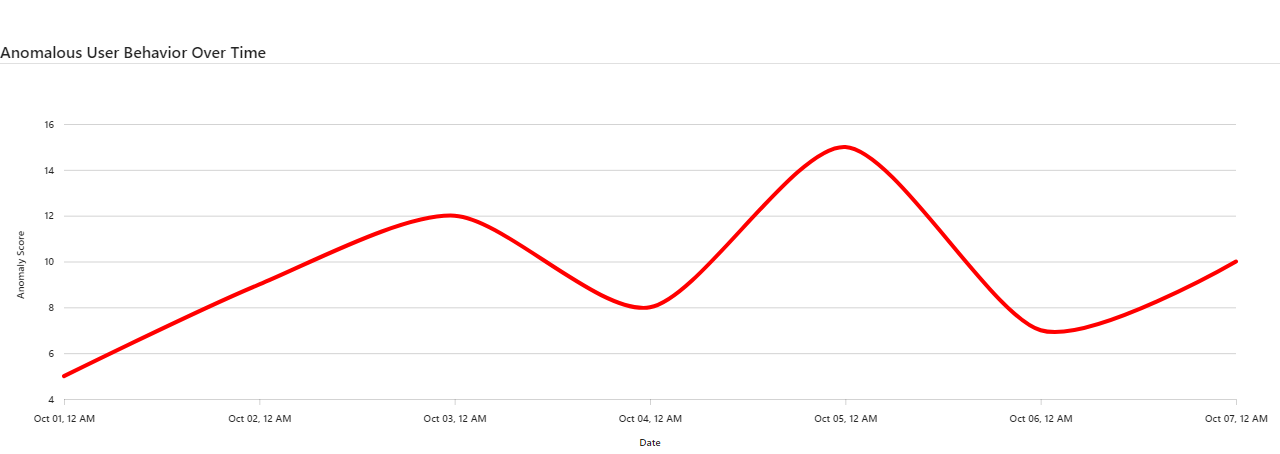 Anomalous User Behavior Over Time
16
14
12
10
8
6
4
Anomaly Score
Oct 01, 12 AM
Oct 02, 12 AM
Oct 03, 12 AM
Oct 04, 12 AM
Oct 05, 12 AM
Oct 06, 12 AM
Oct 07, 12 AM
Date